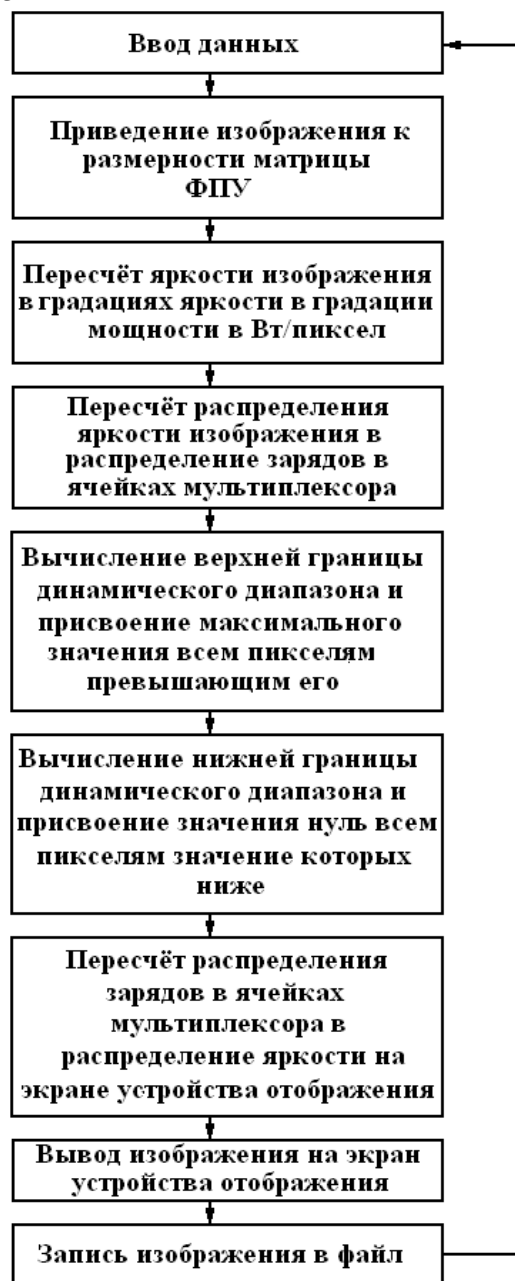 Ввод данных
Приведение изображения к
размерности матрицы
ФПУ
Пересчёт яркости изображения
в градациях яркости в градации
мощности в Вт/пиксел
Пересчёт распределения
яркости изображения в
распределение зарядов в
ячейках мультиплексора
Вычисление верхней границы
динамического диапазона и
присвоение максимального
значения всем пикселям
превышающим его
Вычисление нижней границы
динамического диапазона и
присвоение значения нуль всем
пикселям значение которых
ниже
Пересчёт распределения
зарядов в ячейках
мультиплексора в
распределение яркости на
экране устройства отображения
Вывод изображения на экран
устройства отображения
Запись изображения в файл